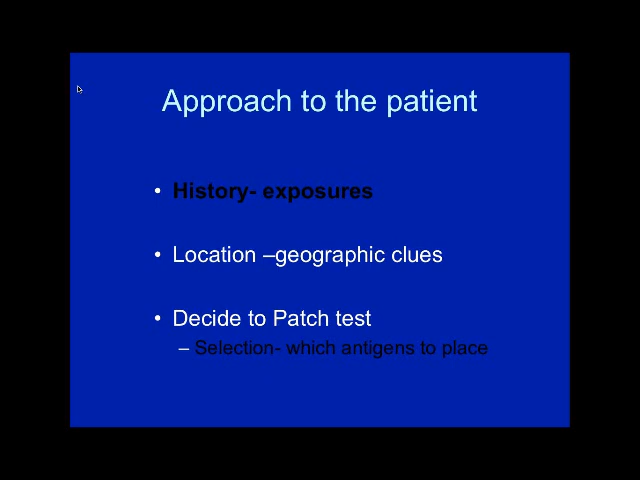 Approach to the patient
• History- exposures
• Location –geographic clues
• Decide to Patch test
– Selection- which antigens to place